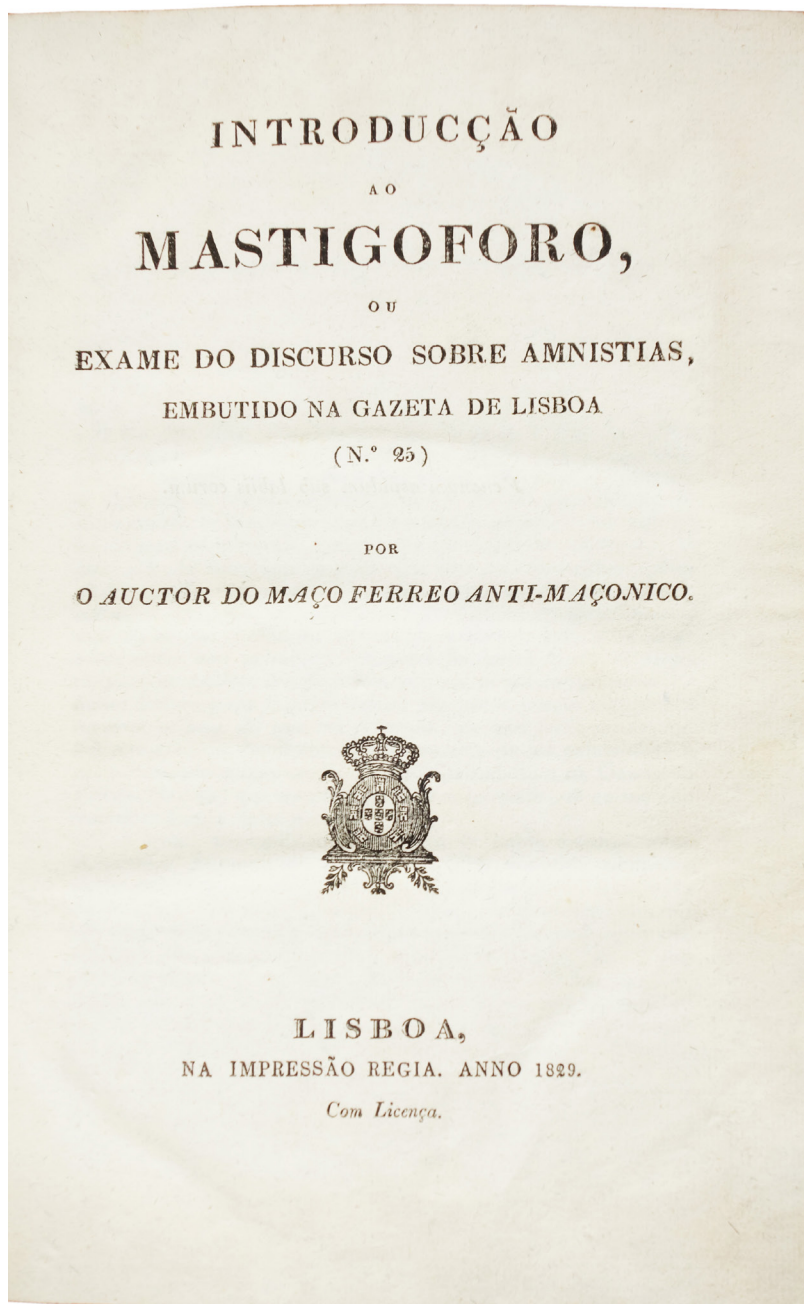 INTRODUCÇÃO
AO
MASTIGOFORO,
OU
EXAME DO DISCURSO SOBRE AMNISTIAS,
EMBUTIDO NA GAZETA DE LISBOA
(N.º 25)
POR
O AUCTOR DO MAÇO FERREO ANTI-MAÇONICO.
LISBOA,
NA IMPRESSÃO REGIA. ANNO 1829.
Com Licença.